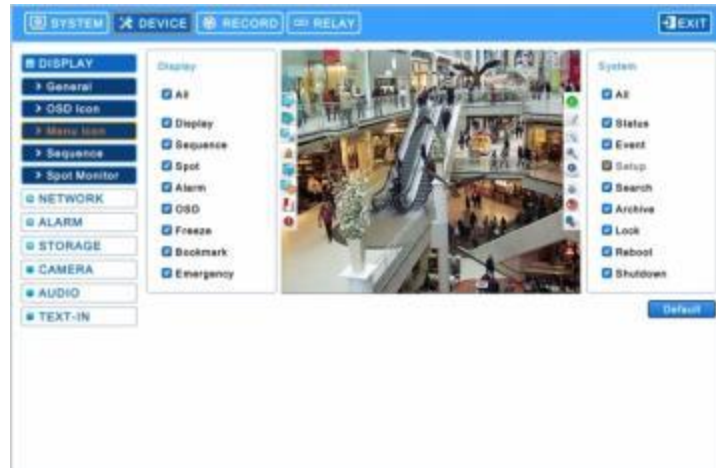 SYSTEM DEVICE RECORD RELAY EXIT
DISPLAY
> General
> OSD Icon
> Menu Icon
> Sequence
> Spot Monitor
NETWORK
ALARM
STORAGE
CAMERA
AUDIO
TEXT-IN
Display
All
Display
Sequence
Spot
Alarm
OSD
Freeze
Bookmark
Emergency
System
All
Status
Event
Setup
Search
Archive
Lock
Reboot
Shutdown
Default